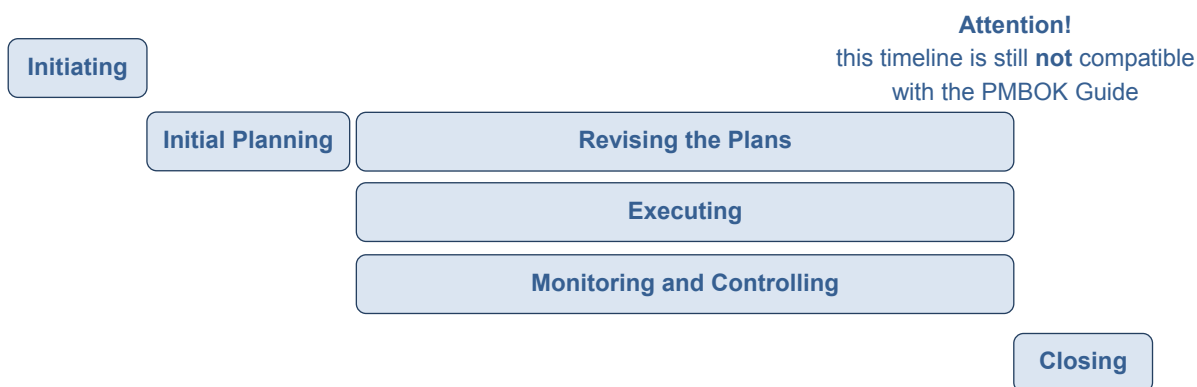 Attention!
this timeline is still not compatible
with the PMBOK Guide
Initiating
Initial Planning
Revising the Plans
Executing
Monitoring and Controlling
Closing